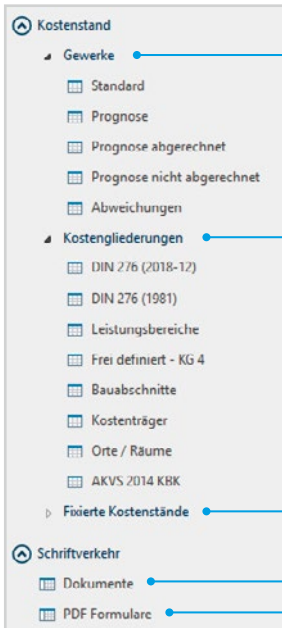 Kostenstand
Gewerke
Standard
Prognose
Prognose abgerechnet
Prognose nicht abgerechnet
Abweichungen
Kostengliederungen
DIN 276 (2018-12)
DIN 276 (1981)
Leistungsbereiche
Frei definiert - KG 4
Bauabschnitte
Kostenträger
Orte / Räume
AKVS 2014 KBK
Fixierte Kostenstände
Schriftverkehr
Dokumente
PDF Formulare